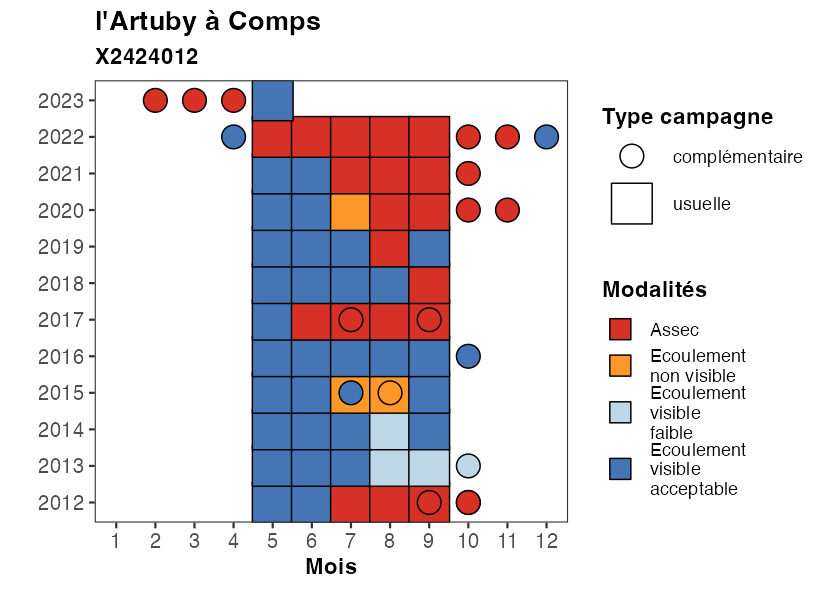 l'Artuby à Comps
X2424012
2023
2022
2021
2020
2019
2018
2017
2016
2015
2014
2013
2012
1 2 3 4 5 6 7 8 9 10 11 12
Mois
Type campagne
complémentaire
usuelle
Modalités
Assec
Ecoulement
non visible
Ecoulement
visible
faible
Ecoulement
visible
acceptable